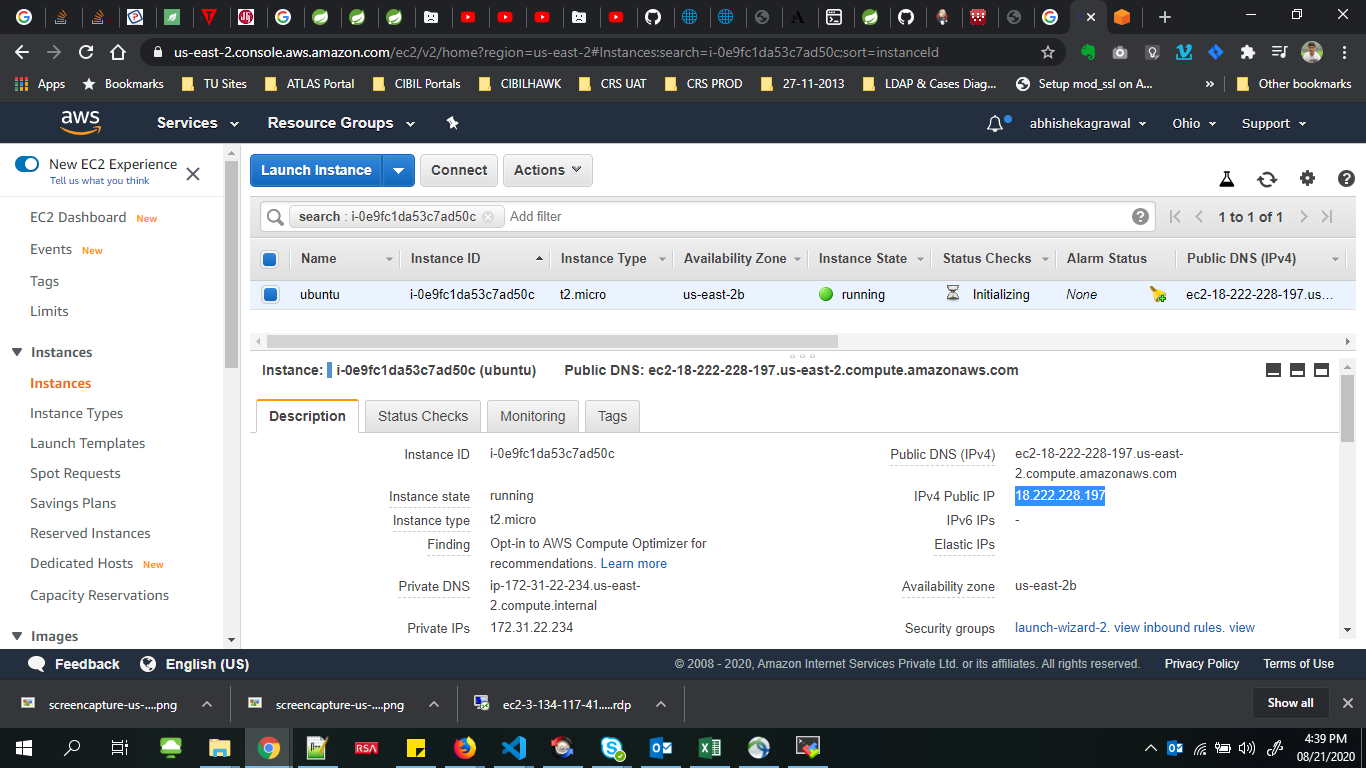 us-east-2.console.aws.amazon.com/ec2/v2/home?region=us-east-2#Instances:search=i-0e9fc1da53c7ad50c;sort=instanceId
Apps Bookmarks TU Sites ATLAS Portal CIBIL Portals CIBILHAWK CRS UAT CRS PROD 27-11-2013 LDAP & Cases Diag... Setup mod_ssl on A... » Other bookmarks
aws Services Resource Groups abhishekagrawal Ohio Support
New EC2 Experience
Tell us what you think
EC2 Dashboard New
Events New
Tags
Limits
Instances
Instances
Instance Types
Launch Templates
Spot Requests
Savings Plans
Reserved Instances
Dedicated Hosts New
Capacity Reservations
Images
Launch Instance Connect Actions
search : i-0e9fc1da53c7ad50c Add filter 1 to 1 of 1
Name Instance ID Instance Type Availability Zone Instance State Status Checks Alarm Status Public DNS (IPv4)
ubuntu i-0e9fc1da53c7ad50c t2.micro us-east-2b running Initializing None ec2-18-222-228-197.us...
Instance: i-0e9fc1da53c7ad50c (ubuntu) Public DNS: ec2-18-222-228-197.us-east-2.compute.amazonaws.com
Description Status Checks Monitoring Tags
Instance ID i-0e9fc1da53c7ad50c
Instance state running
Instance type t2.micro
Finding Opt-in to AWS Compute Optimizer for
recommendations. Learn more
Private DNS ip-172-31-22-234.us-east-
2.compute.internal
Private IPs 172.31.22.234
Public DNS (IPv4) ec2-18-222-228-197.us-east-
2.compute.amazonaws.com
IPv4 Public IP 18.222.228.197
IPv6 IPs -
Elastic IPs
Availability zone us-east-2b
Security groups launch-wizard-2. view inbound rules. view
Feedback English (US) © 2008 - 2020, Amazon Internet Services Private Ltd. or its affiliates. All rights reserved. Privacy Policy Terms of Use
screencapture-us-....png screencapture-us-....png ec2-3-134-117-41.....rdp Show all
RSA
4:39 PM
08/21/2020